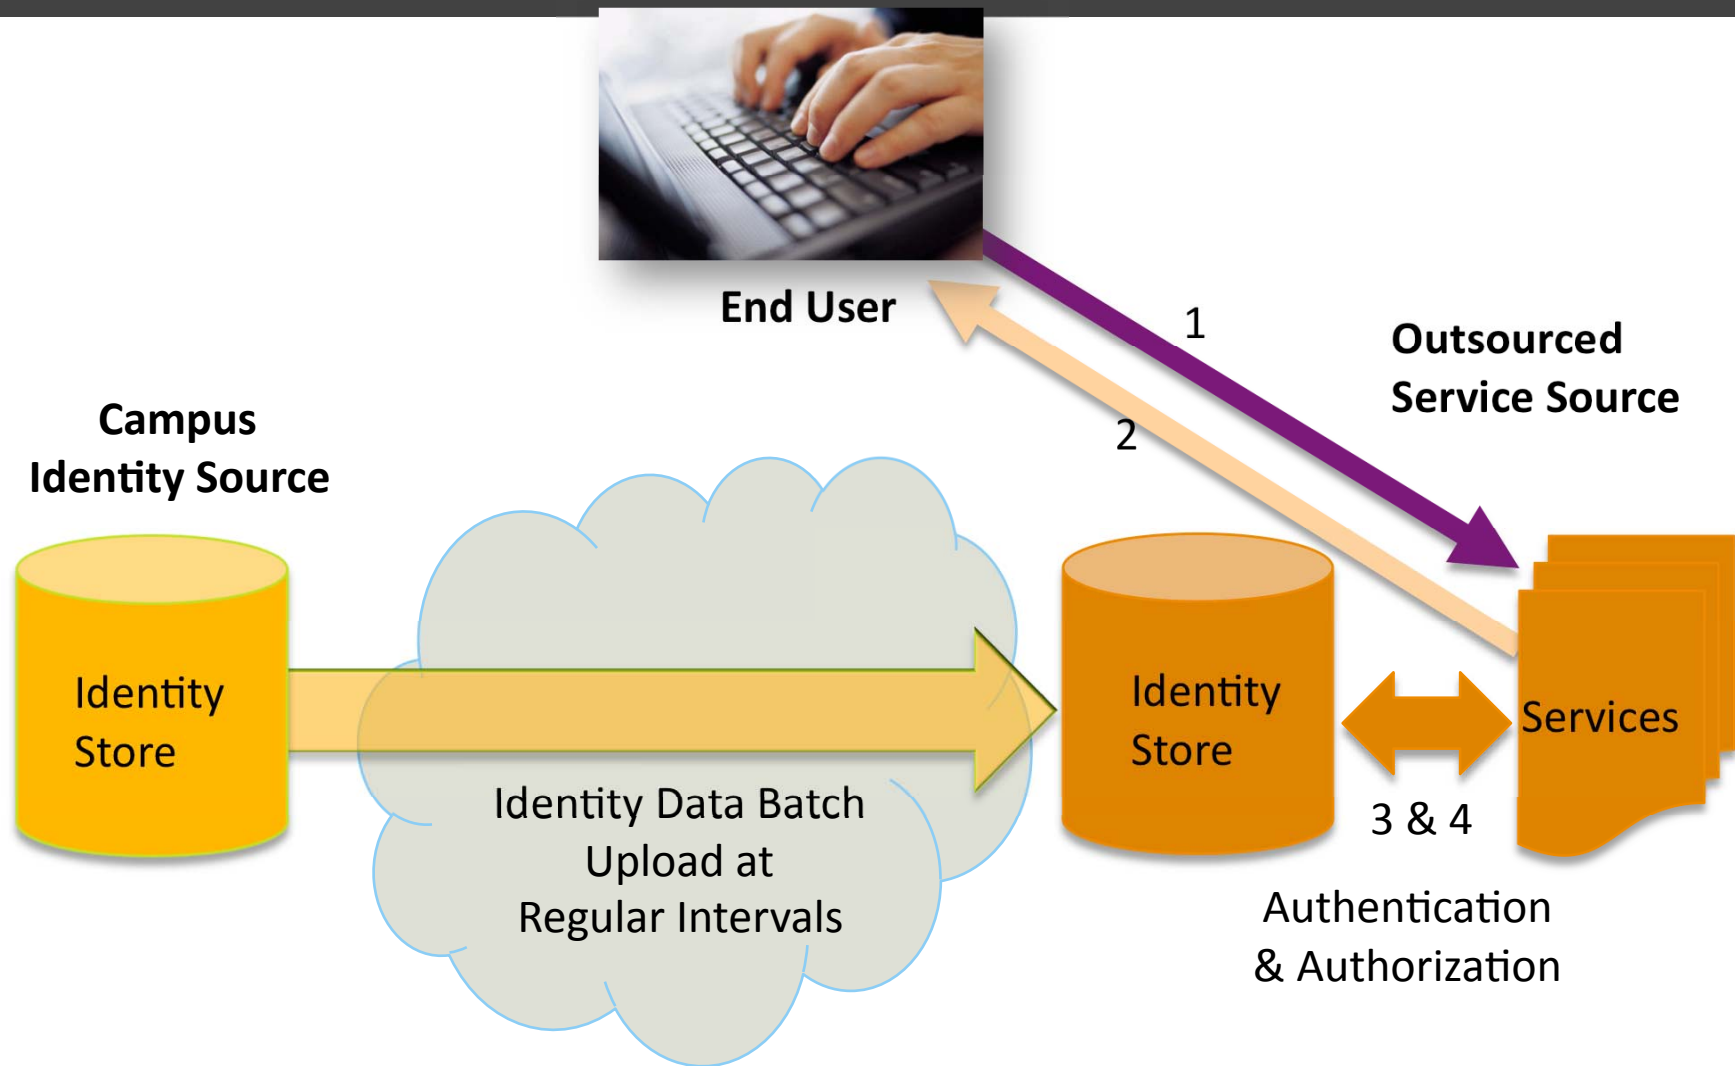 End User
1
Outsourced
Service Source
2
Campus
Identity Source
Identity
Store
Identity
Store
Services
3 & 4
Identity Data Batch
Upload at
Regular Intervals
Authentication
& Authorization